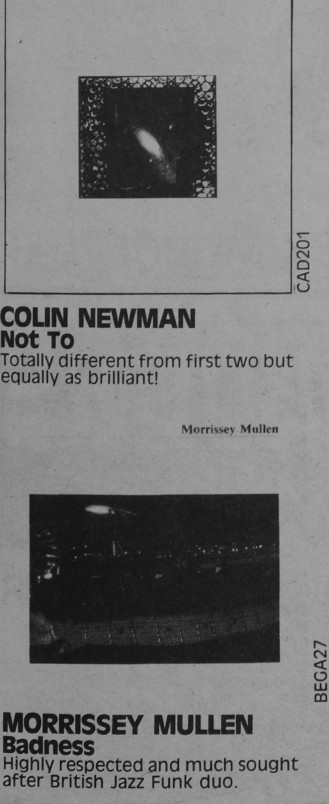 CAD201
COLIN NEWMAN
Not To
Totally different from first two but
equally as brilliant!
Morrissey Mullen
BEGA27
MORRISSEY MULLEN
Badness
Highly respected and much sought
after British Jazz Funk duo.